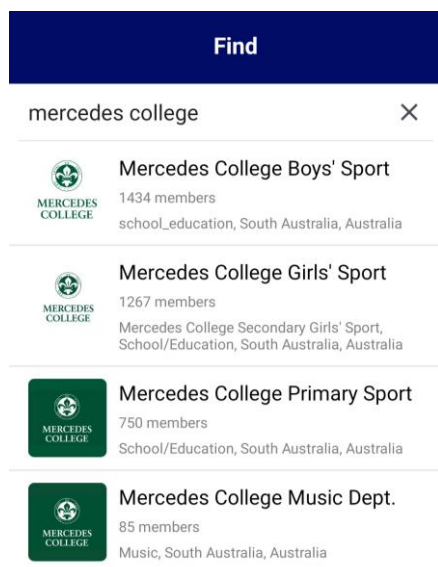 Find
mercedes college
MERCEDES
COLLEGE
Mercedes College Boys' Sport
1434 members
school_education, South Australia, Australia
MERCEDES
COLLEGE
Mercedes College Girls' Sport
1267 members
Mercedes College Secondary Girls' Sport,
School/Education, South Australia, Australia
MERCEDES
COLLEGE
Mercedes College Primary Sport
750 members
School/Education, South Australia, Australia
MERCEDES
COLLEGE
Mercedes College Music Dept.
85 members
Music, South Australia, Australia